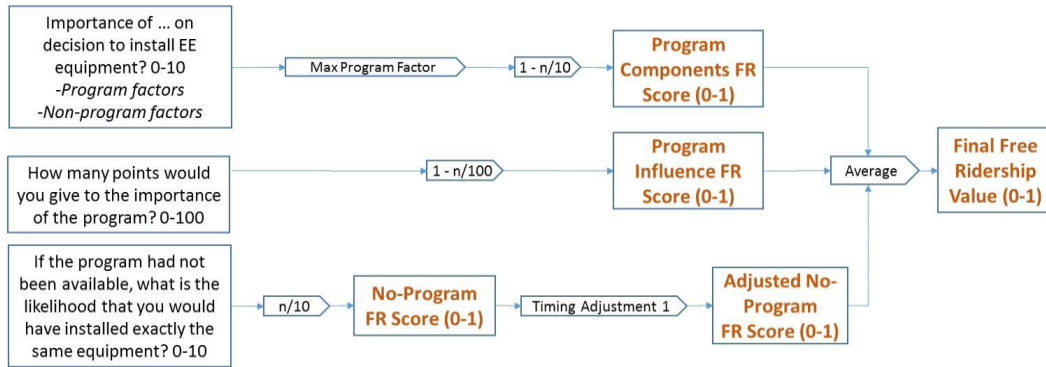 Importance of ... on
decision to install EE
equipment? 0-10
-Program factors
-Non-program factors
Max Program Factor
1 - n/10
Program
Components FR
Score (0-1)
How many points would
you give to the importance
of the program? 0-100
1 - n/100
Program
Influence FR
Score (0-1)
Average
Final Free
Ridership
Value (0-1)
If the program had not
been available, what is the
likelihood that you would
have installed exactly the
same equipment? 0-10
n/10
No-Program
FR Score (0-1)
Timing Adjustment 1
Adjusted No-
Program
FR Score (0-1)